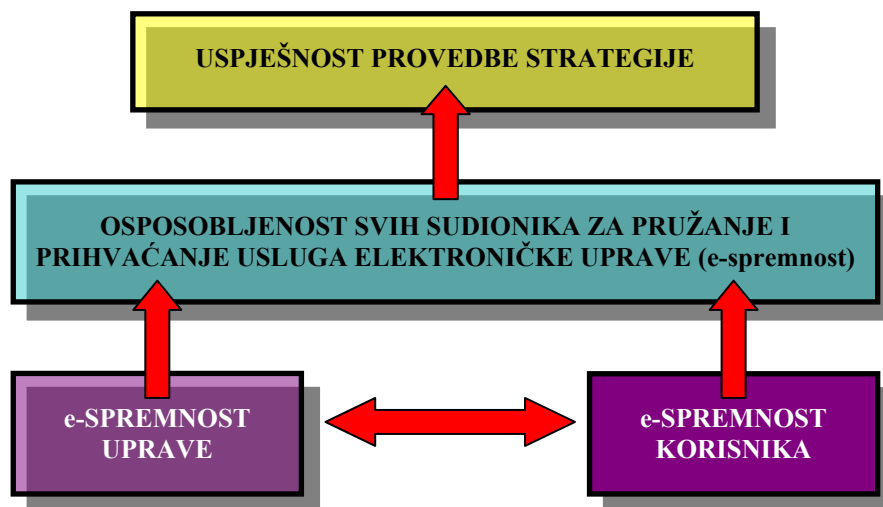 USPJEŠNOST PROVEDBE STRATEGIJE
OSPOSOBLJENOST SVIH SUDIONIKA ZA PRUŽANJE I
PRIHVAĆANJE USLUGA ELEKTRONIČKE UPRAVE (e-spremnost)
e-SPREMNOST
UPRAVE
e-SPREMNOST
KORISNIKA